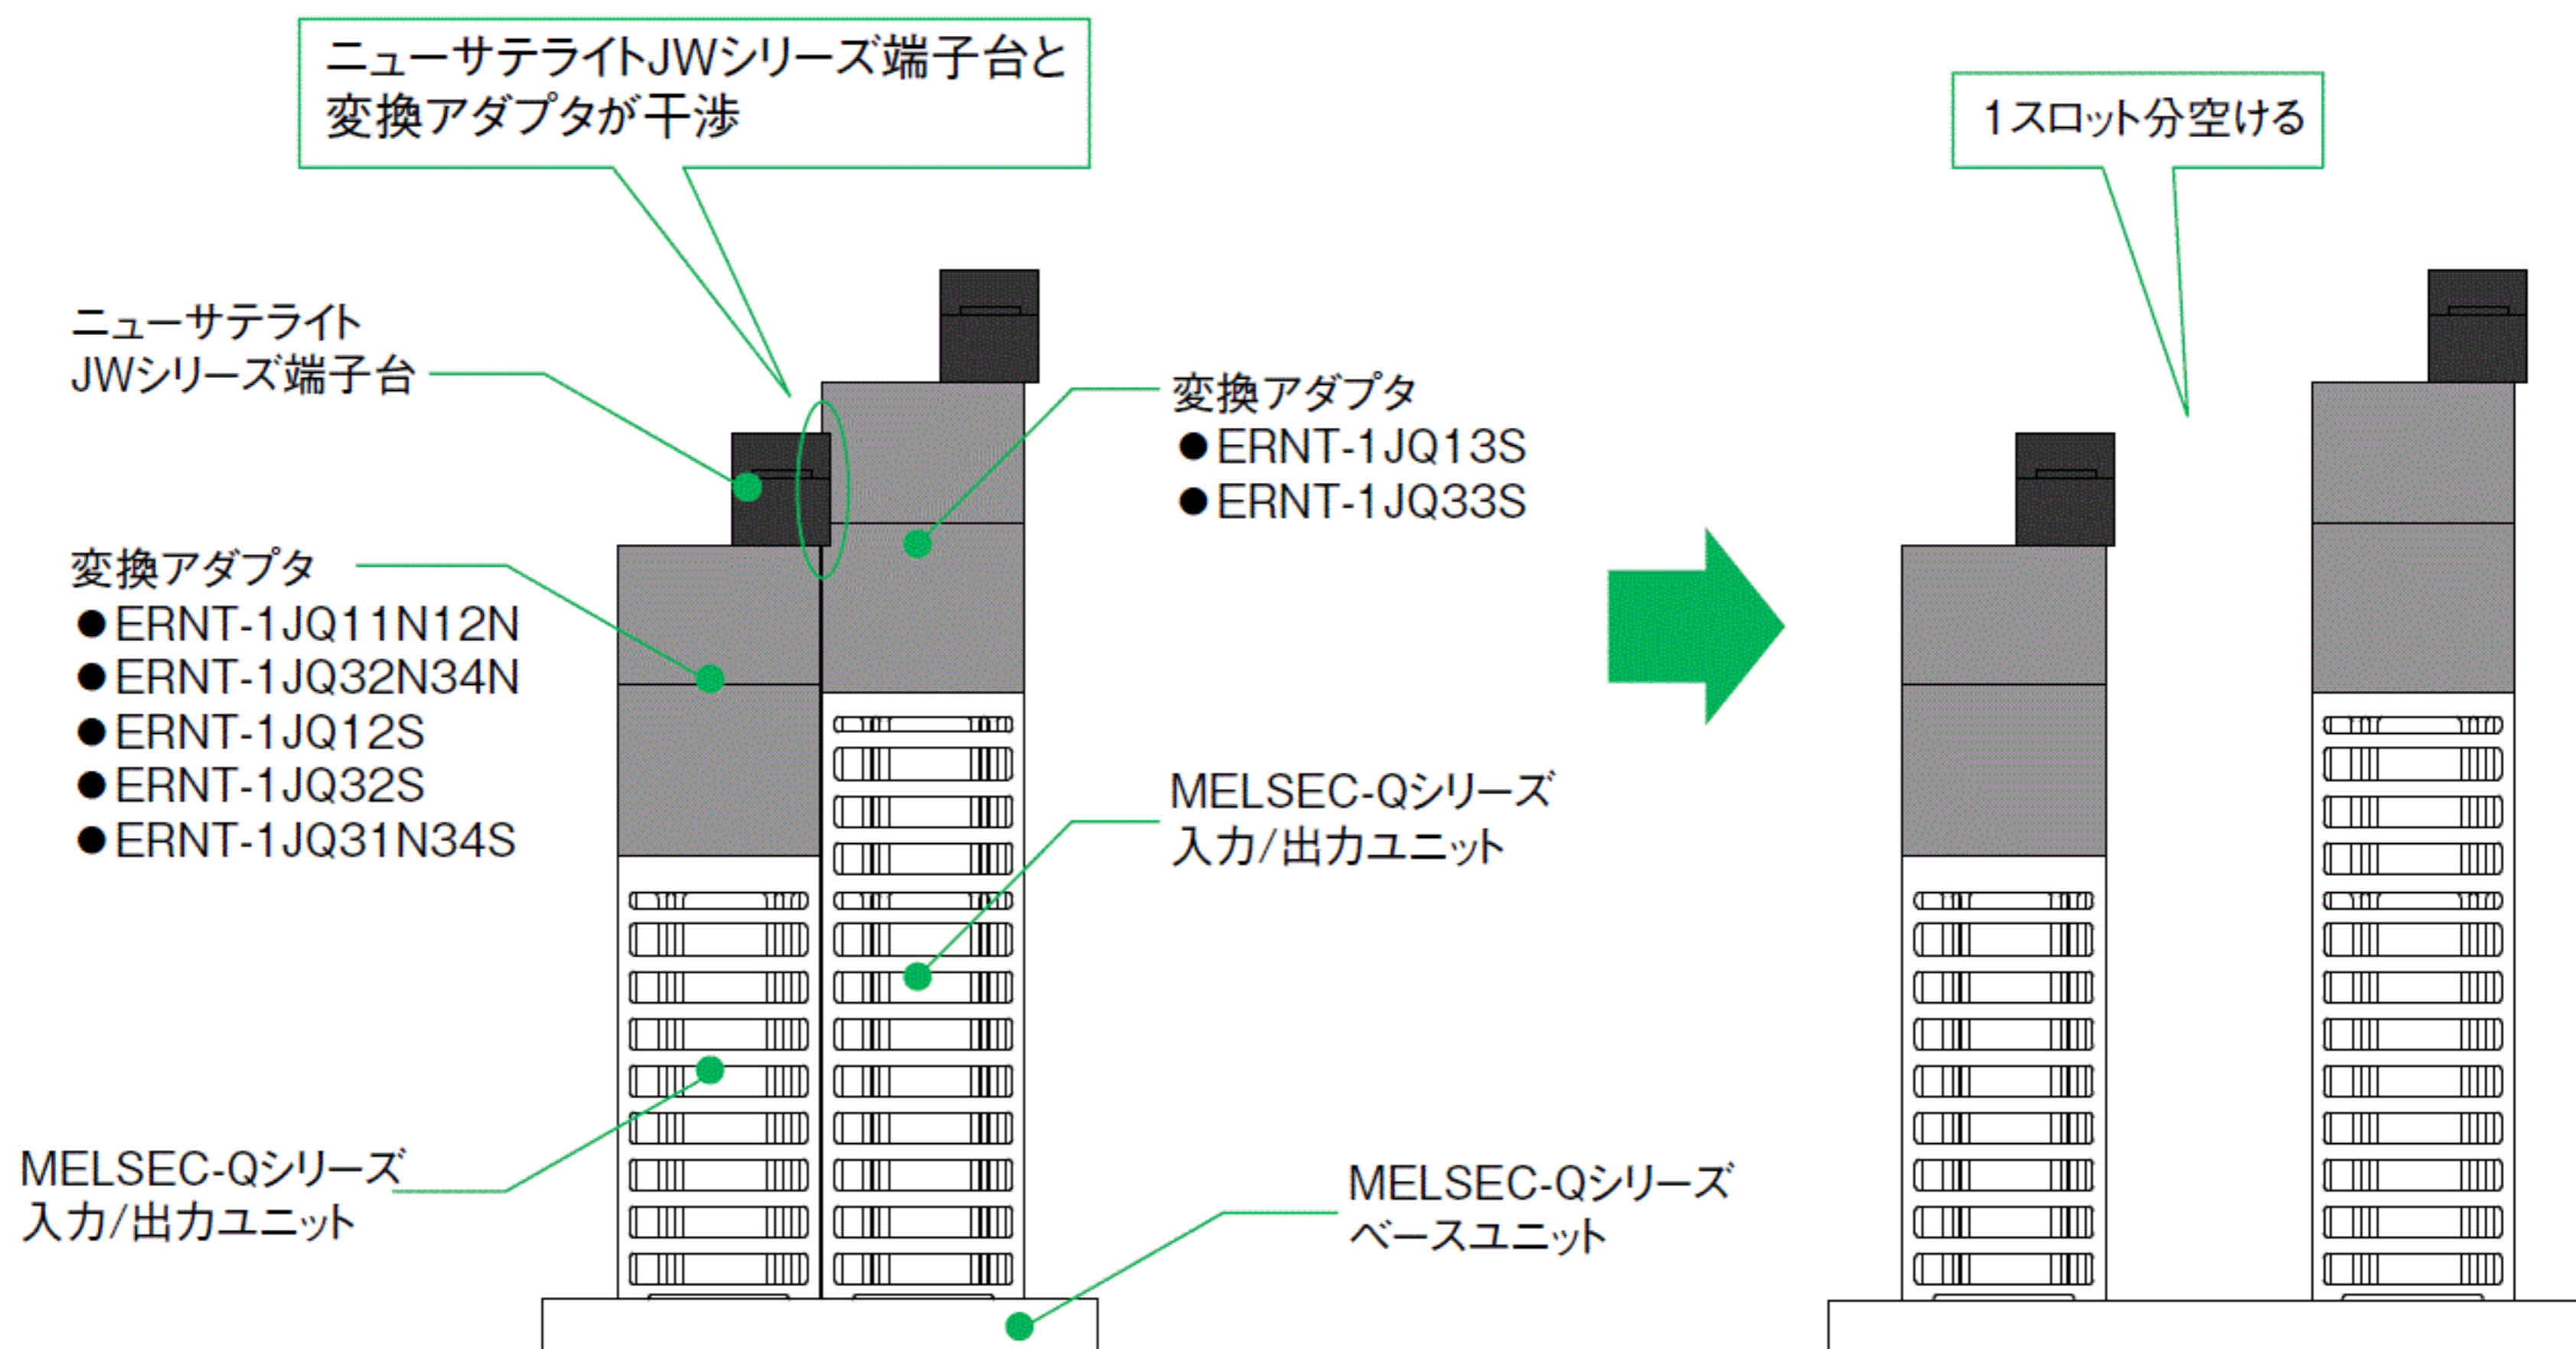 ニューサテライトJWシリーズ端子台と
変換アダプタが干渉
1スロット分空ける
ニューサテライト
JWシリーズ端子台
変換アダプタ
●ERNT-1JQ13S
●ERNT-1JQ33S
変換アダプタ
●ERNT-1JQ11N12N
●ERNT-1JQ32N34N
●ERNT-1JQ12S
●ERNT-1JQ32S
●ERNT-1JQ31N34S
MELSEC-Qシリーズ
入力/出力ユニット
MELSEC-Qシリーズ
入力/出力ユニット
MELSEC-Qシリーズ
ベースユニット